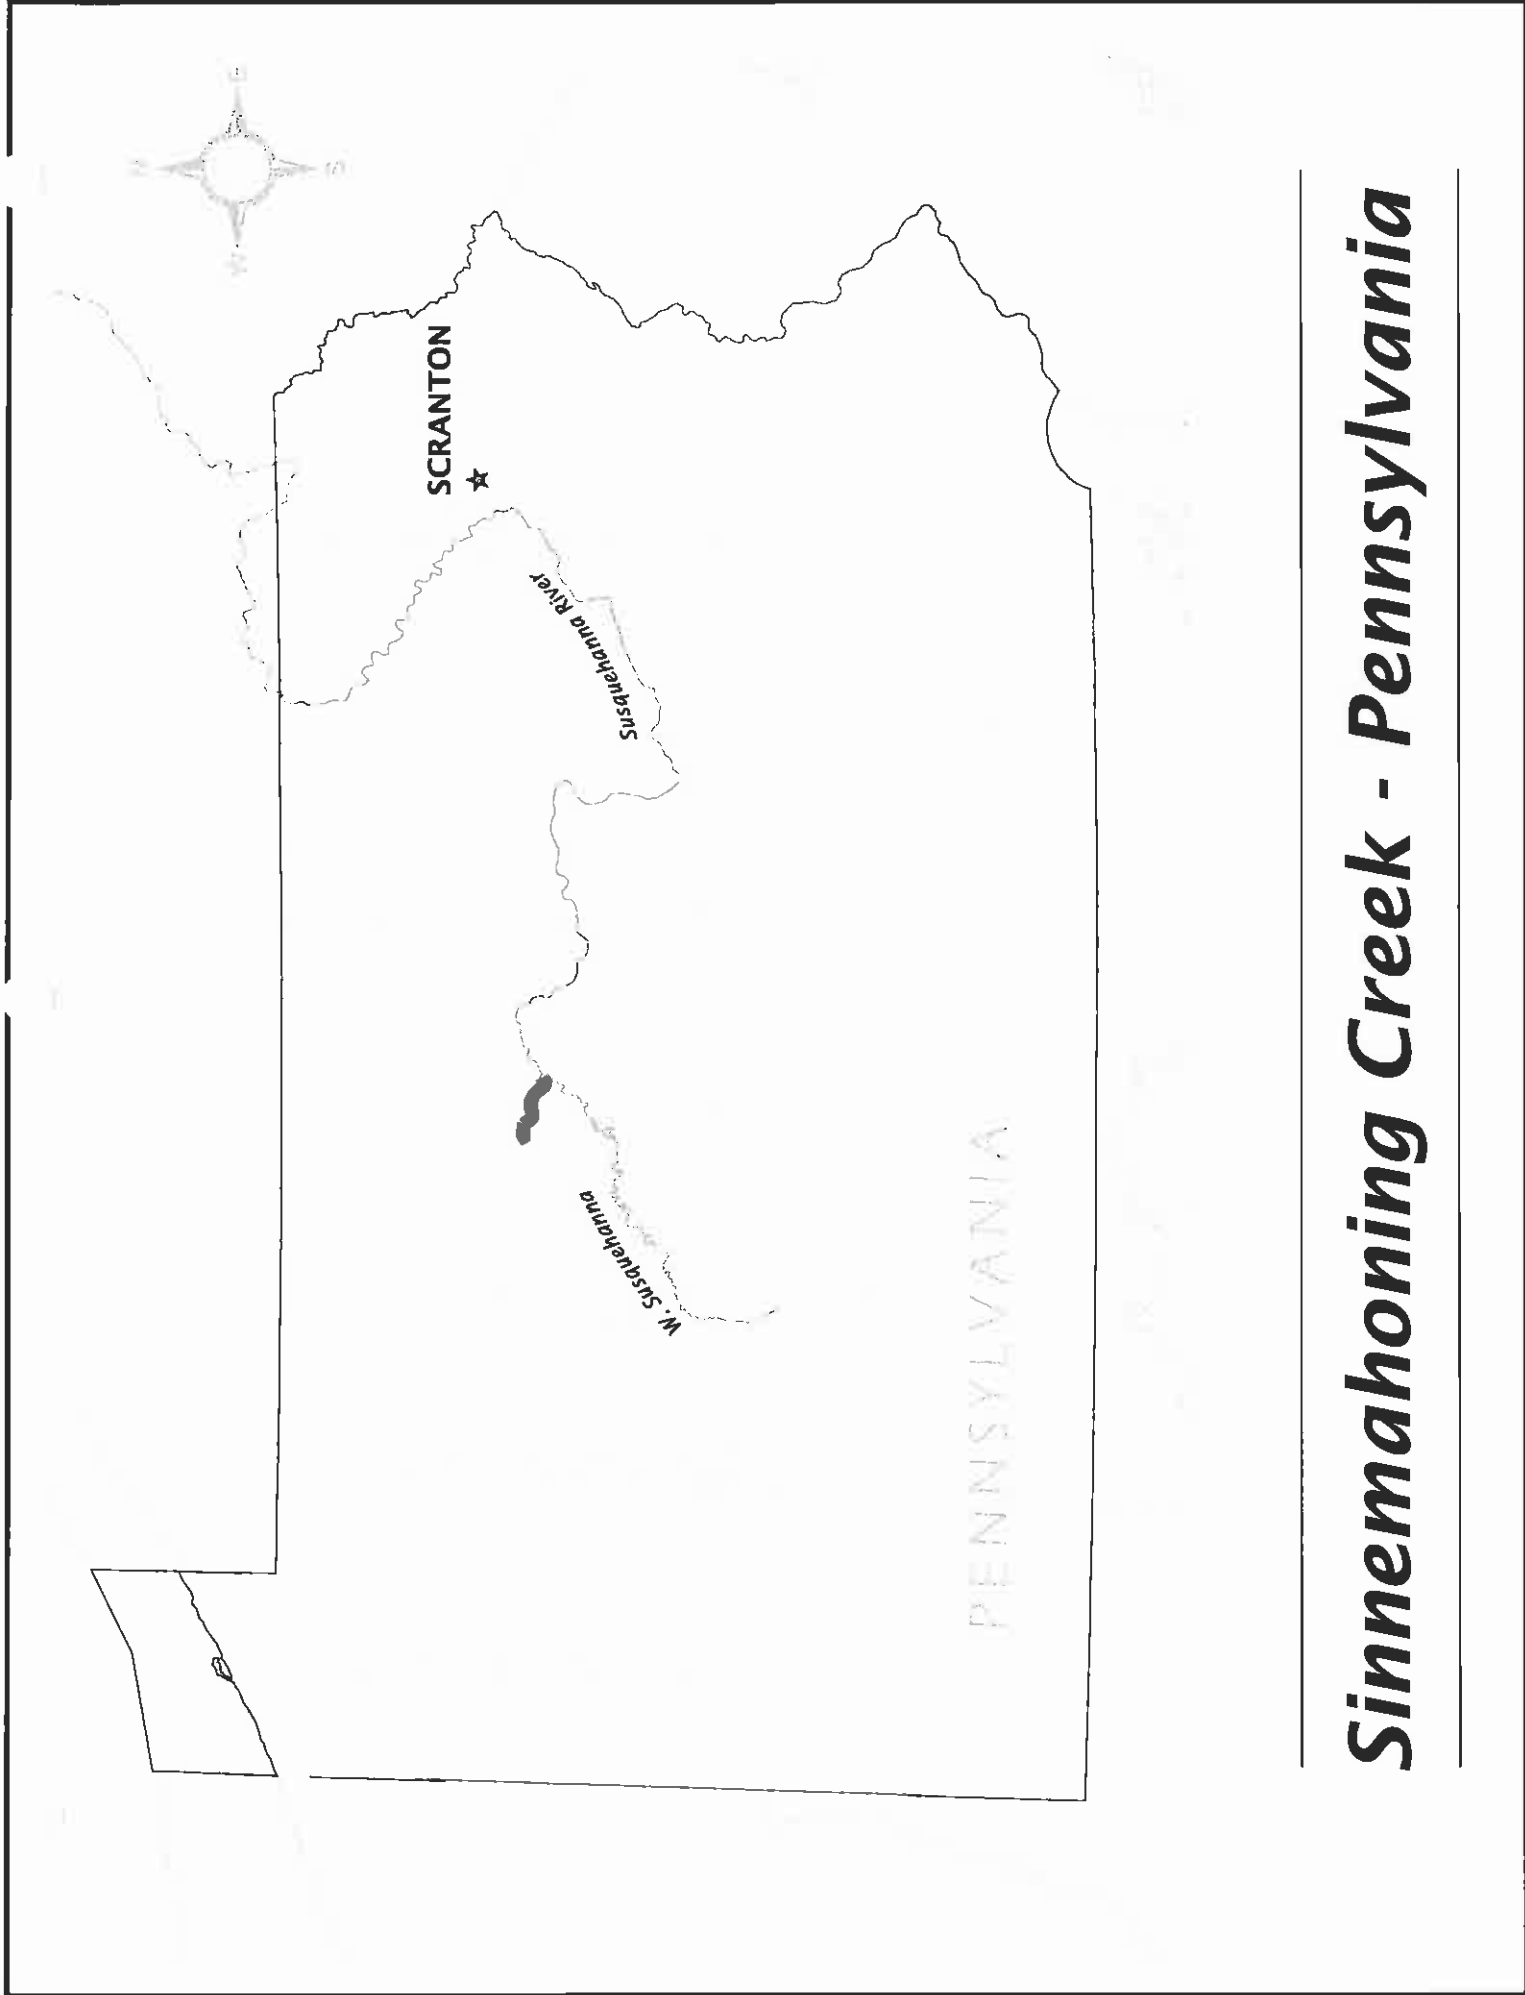 N
W E
S
SCRANTON
Susquehanna River
W. Susquehanna
PENNSYLVANIA
Sinnemahoning Creek - Pennsylvania